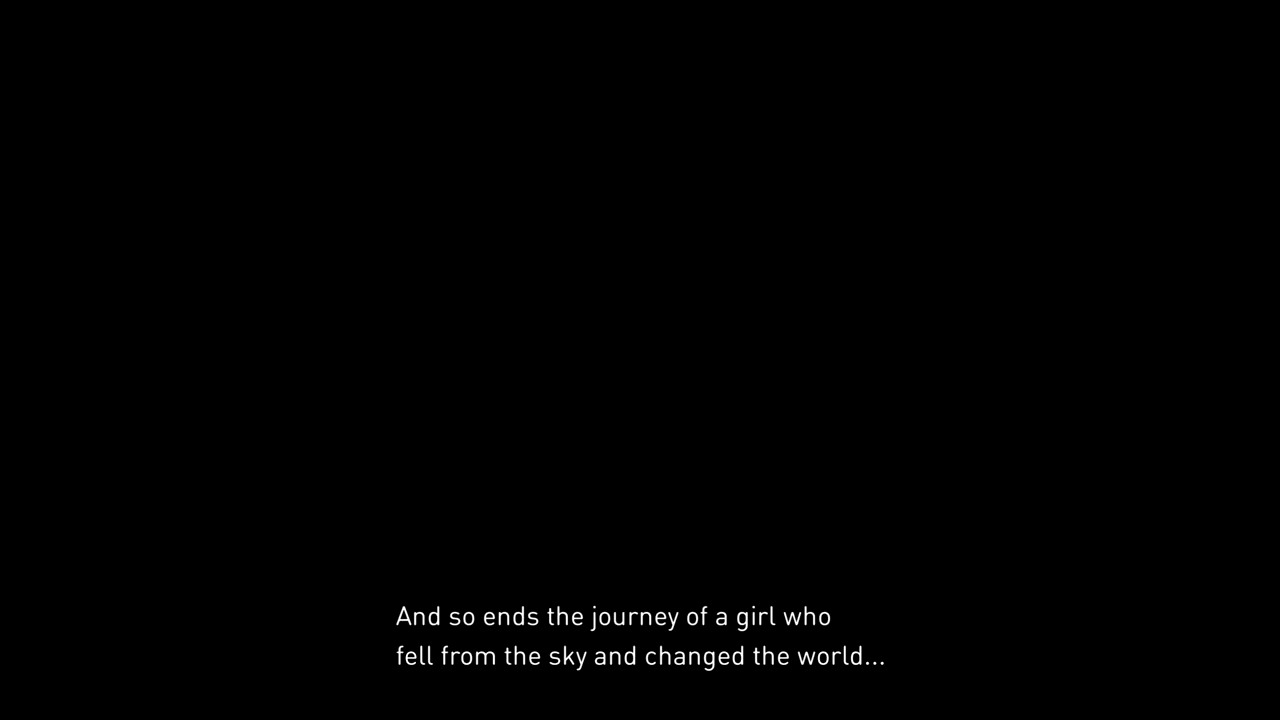 And so ends the journey of a girl who
fell from the sky and changed the world...